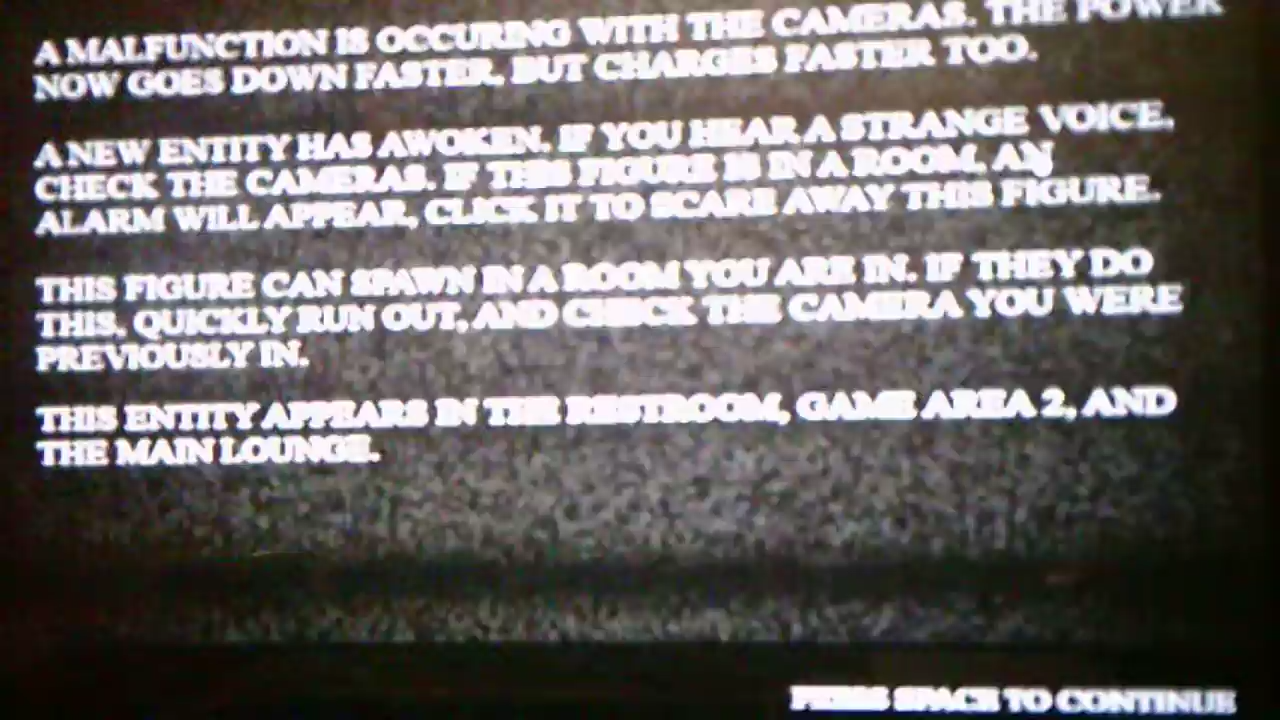 A MALFUNCTION IS OCCURING WITH THE CAMERAS. THE POWER
NOW GOES DOWN FASTER, BUT CHARGES FASTER TOO.
A NEW ENTITY HAS AWOKEN. IF YOU HEAR A STRANGE VOICE,
CHECK THE CAMERAS. IF THIS FIGURE IS IN A ROOM, AN
ALARM WILL APPEAR, CLICK IT TO SCARE AWAY THIS FIGURE.
THIS FIGURE CAN SPAWN IN A ROOM YOU ARE IN. IF THEY DO
THIS, QUICKLY RUN OUT, AND CHECK THE CAMERA YOU WERE
PREVIOUSLY IN.
THIS ENTITY APPEARS IN THE RESTROOM, GAME AREA 2, AND
THE MAIN LOUNGE.
PRESS SPACE TO CONTINUE